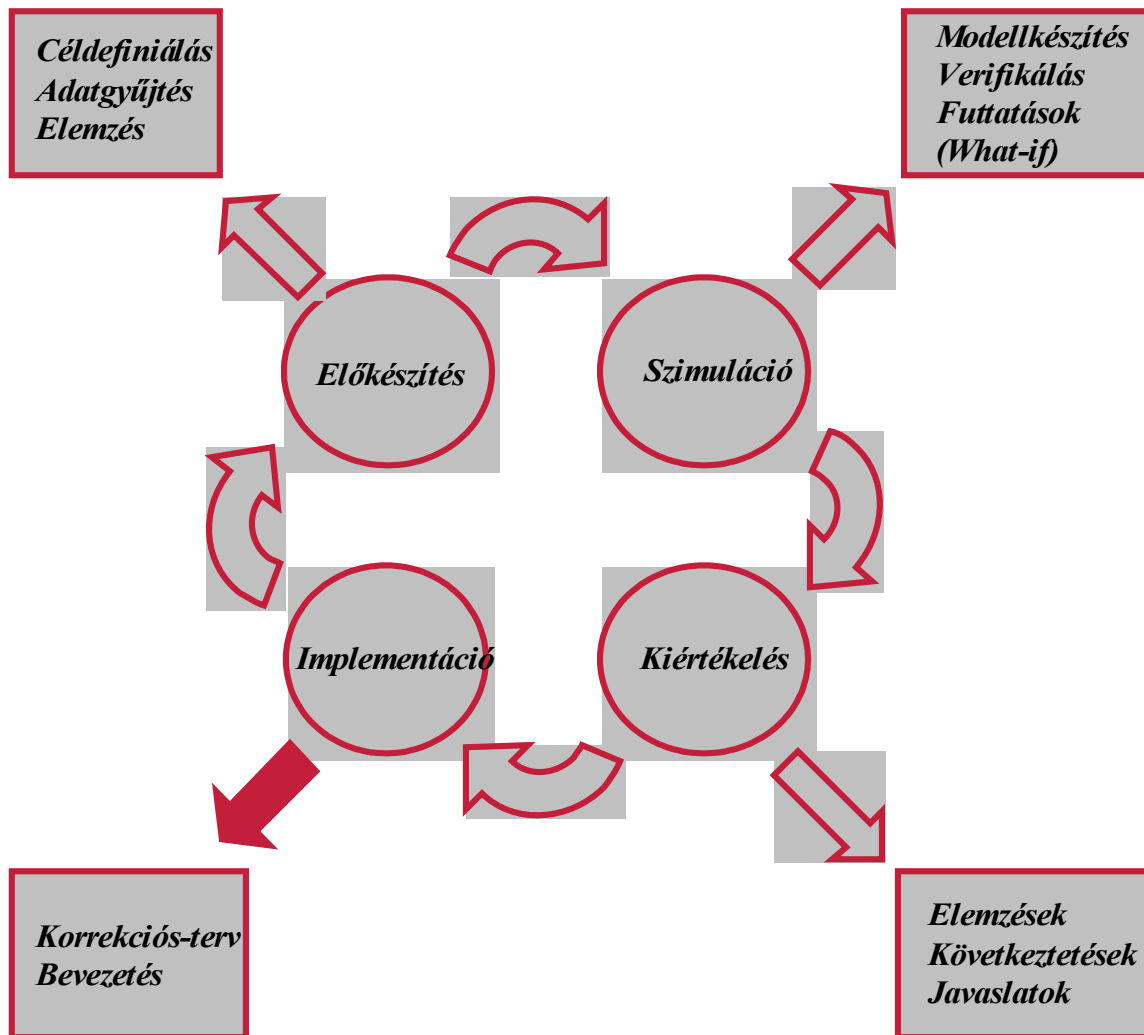 Céldefiniálás
Adatgyűjtés
Elemzés
Modellkészítés
Verifikálás
Futtatások
(What-if)
Előkészítés
Szimuláció
Implementáció
Kiértékelés
Korrekciós-terv
Bevezetés
Elemzések
Következtetések
Javaslatok